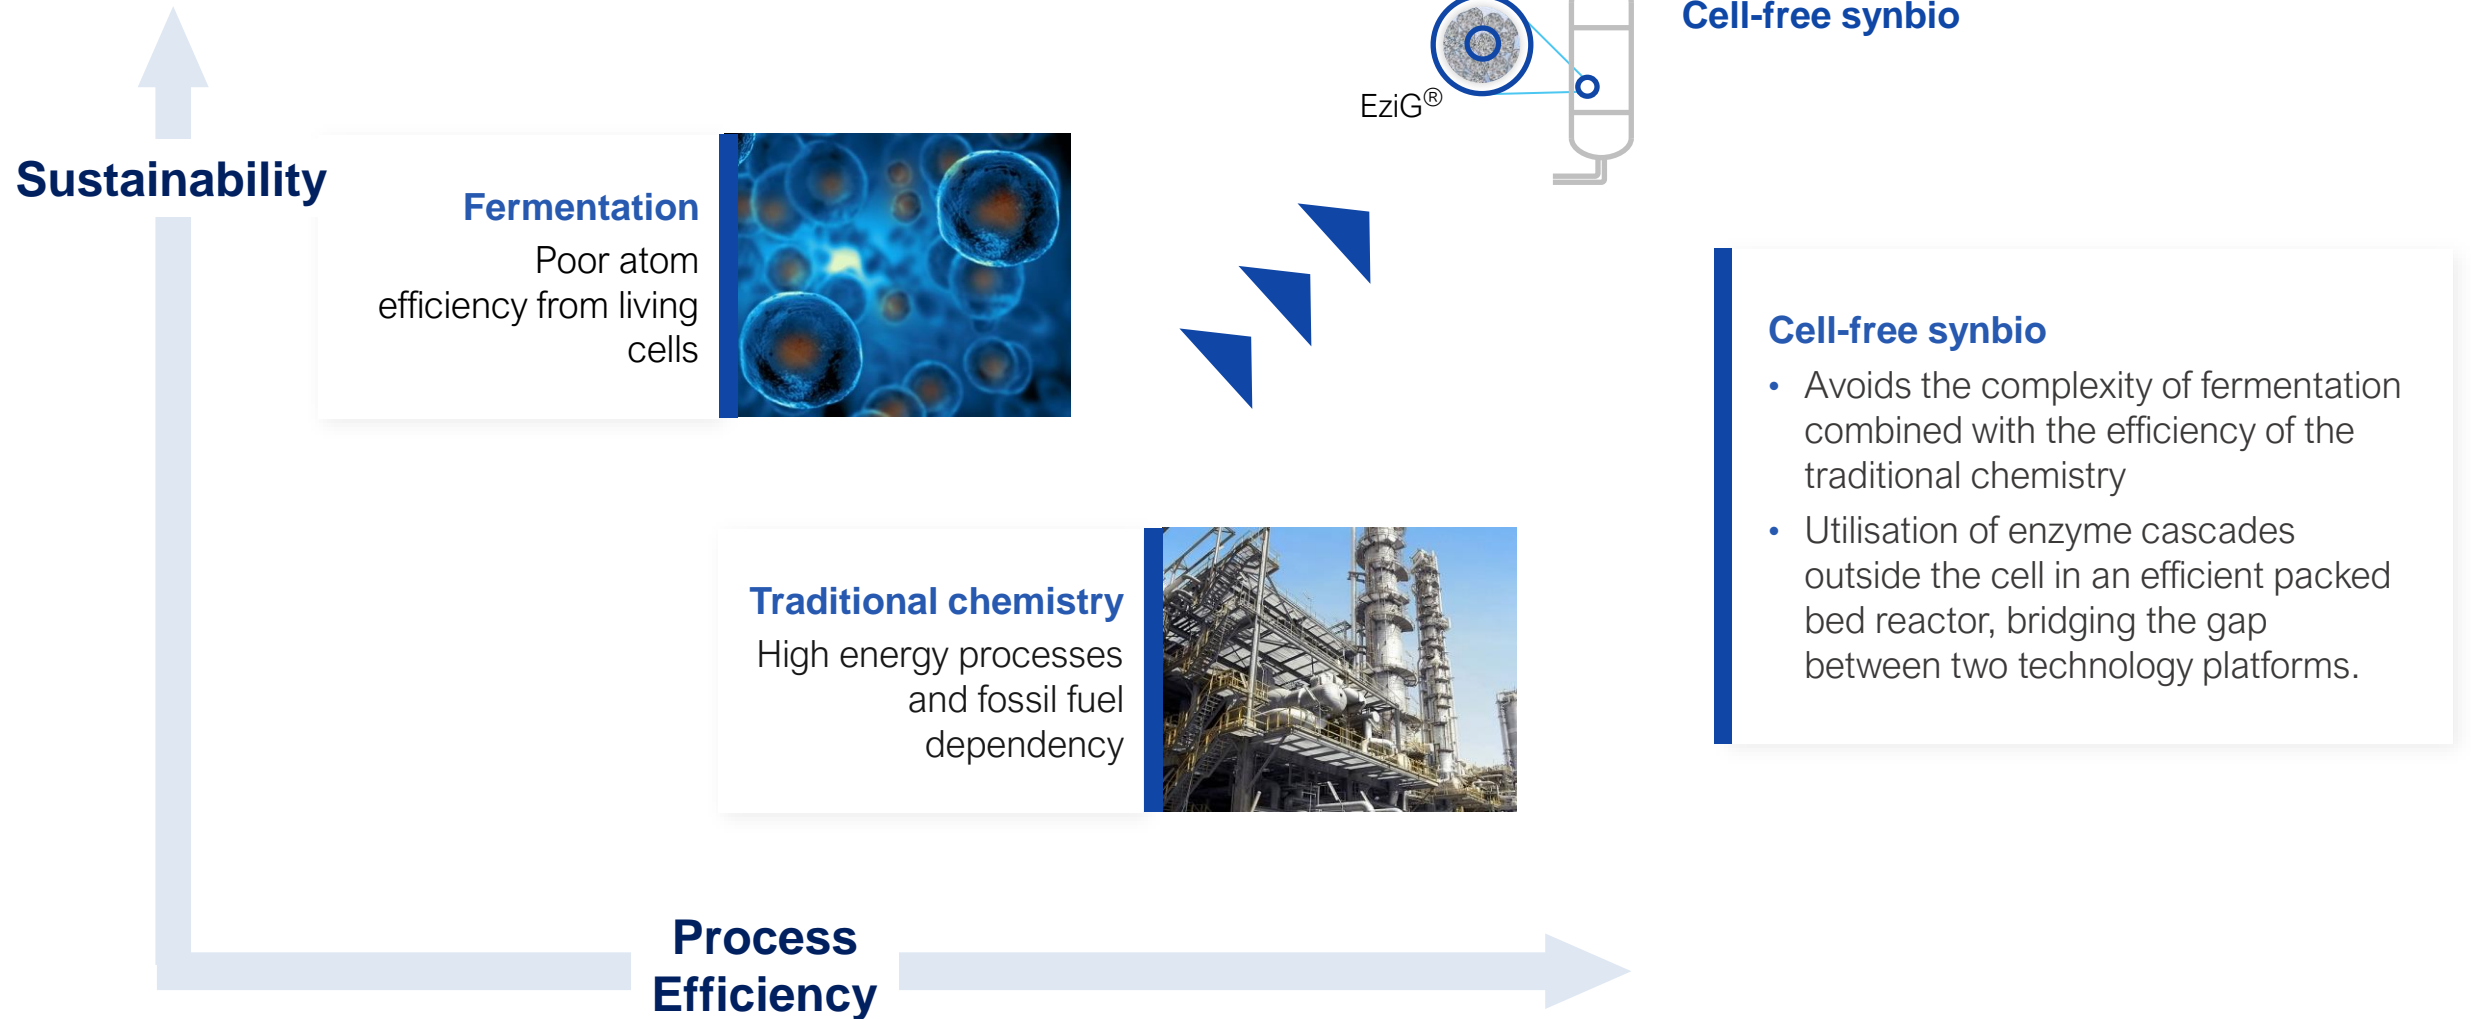 Cell-free synbio
EziG®
Sustainability
Fermentation
Poor atom
efficiency from living
cells
Cell-free synbio
• Avoids the complexity of fermentation
combined with the efficiency of the
traditional chemistry
• Utilisation of enzyme cascades
outside the cell in an efficient packed
bed reactor, bridging the gap
between two technology platforms.
Traditional chemistry
High energy processes
and fossil fuel
dependency
Process
Efficiency